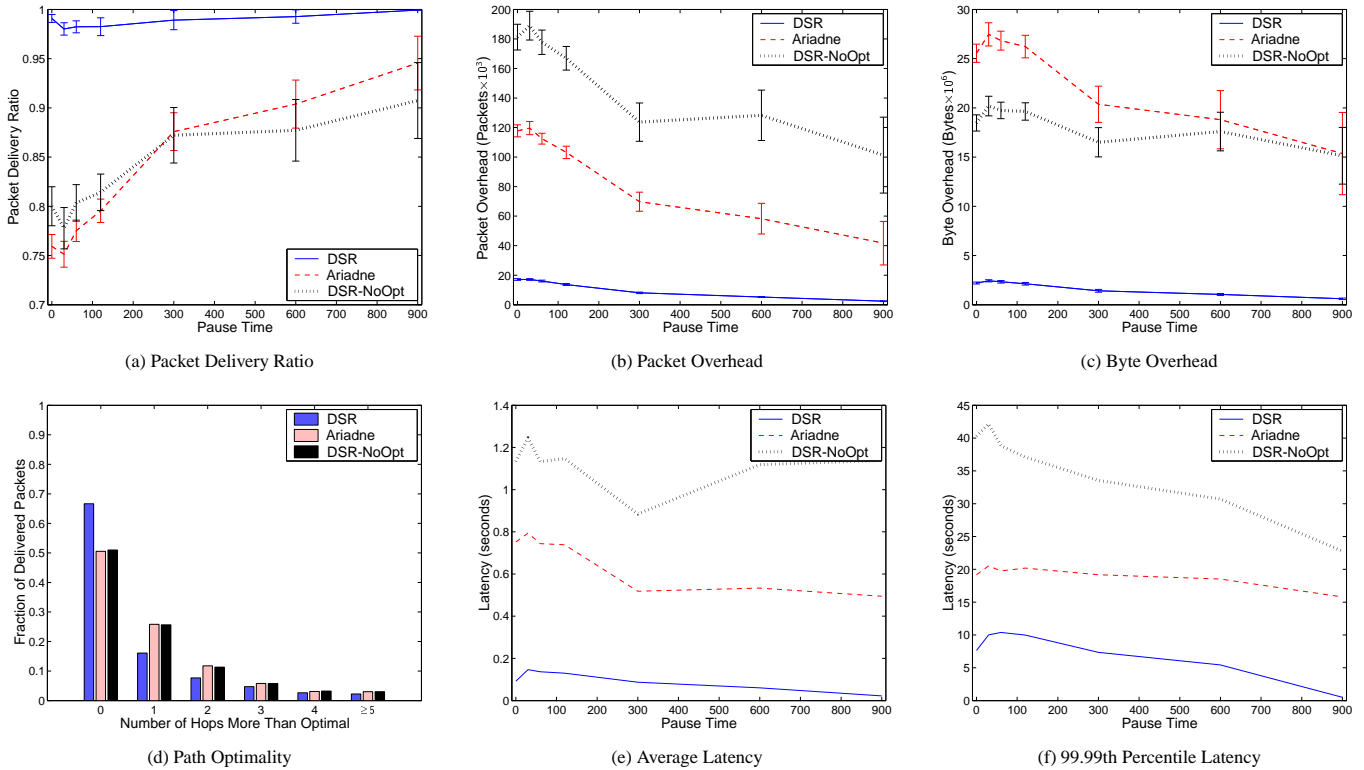 1
0.95
0.9
0.85
0.8
0.75
0.7
0 100 200 300 400 500 600 700 800 900
Packet Delivery Ratio
Pause Time
DSR
Ariadne
DSR-NoOpt
(a) Packet Delivery Ratio
200
180
160
140
120
100
80
60
40
20
0
0 100 200 300 400 500 600 700 800 900
Packet Overhead (Packets×10³)
Pause Time
DSR
Ariadne
DSR-NoOpt
(b) Packet Overhead
30
25
20
15
10
5
0
0 100 200 300 400 500 600 700 800 900
Byte Overhead (Bytes×10⁶)
Pause Time
DSR
Ariadne
DSR-NoOpt
(c) Byte Overhead
1
0.9
0.8
0.7
0.6
0.5
0.4
0.3
0.2
0.1
0
0 1 2 3 4 ≥5
Fraction of Delivered Packets
Number of Hops More Than Optimal
DSR
Ariadne
DSR-NoOpt
(d) Path Optimality
1.4
1.2
1
0.8
0.6
0.4
0.2
0
0 100 200 300 400 500 600 700 800 900
Latency (seconds)
Pause Time
DSR
Ariadne
DSR-NoOpt
(e) Average Latency
45
40
35
30
25
20
15
10
5
0
0 100 200 300 400 500 600 700 800 900
Latency (seconds)
Pause Time
DSR
Ariadne
DSR-NoOpt
(f) 99.99th Percentile Latency